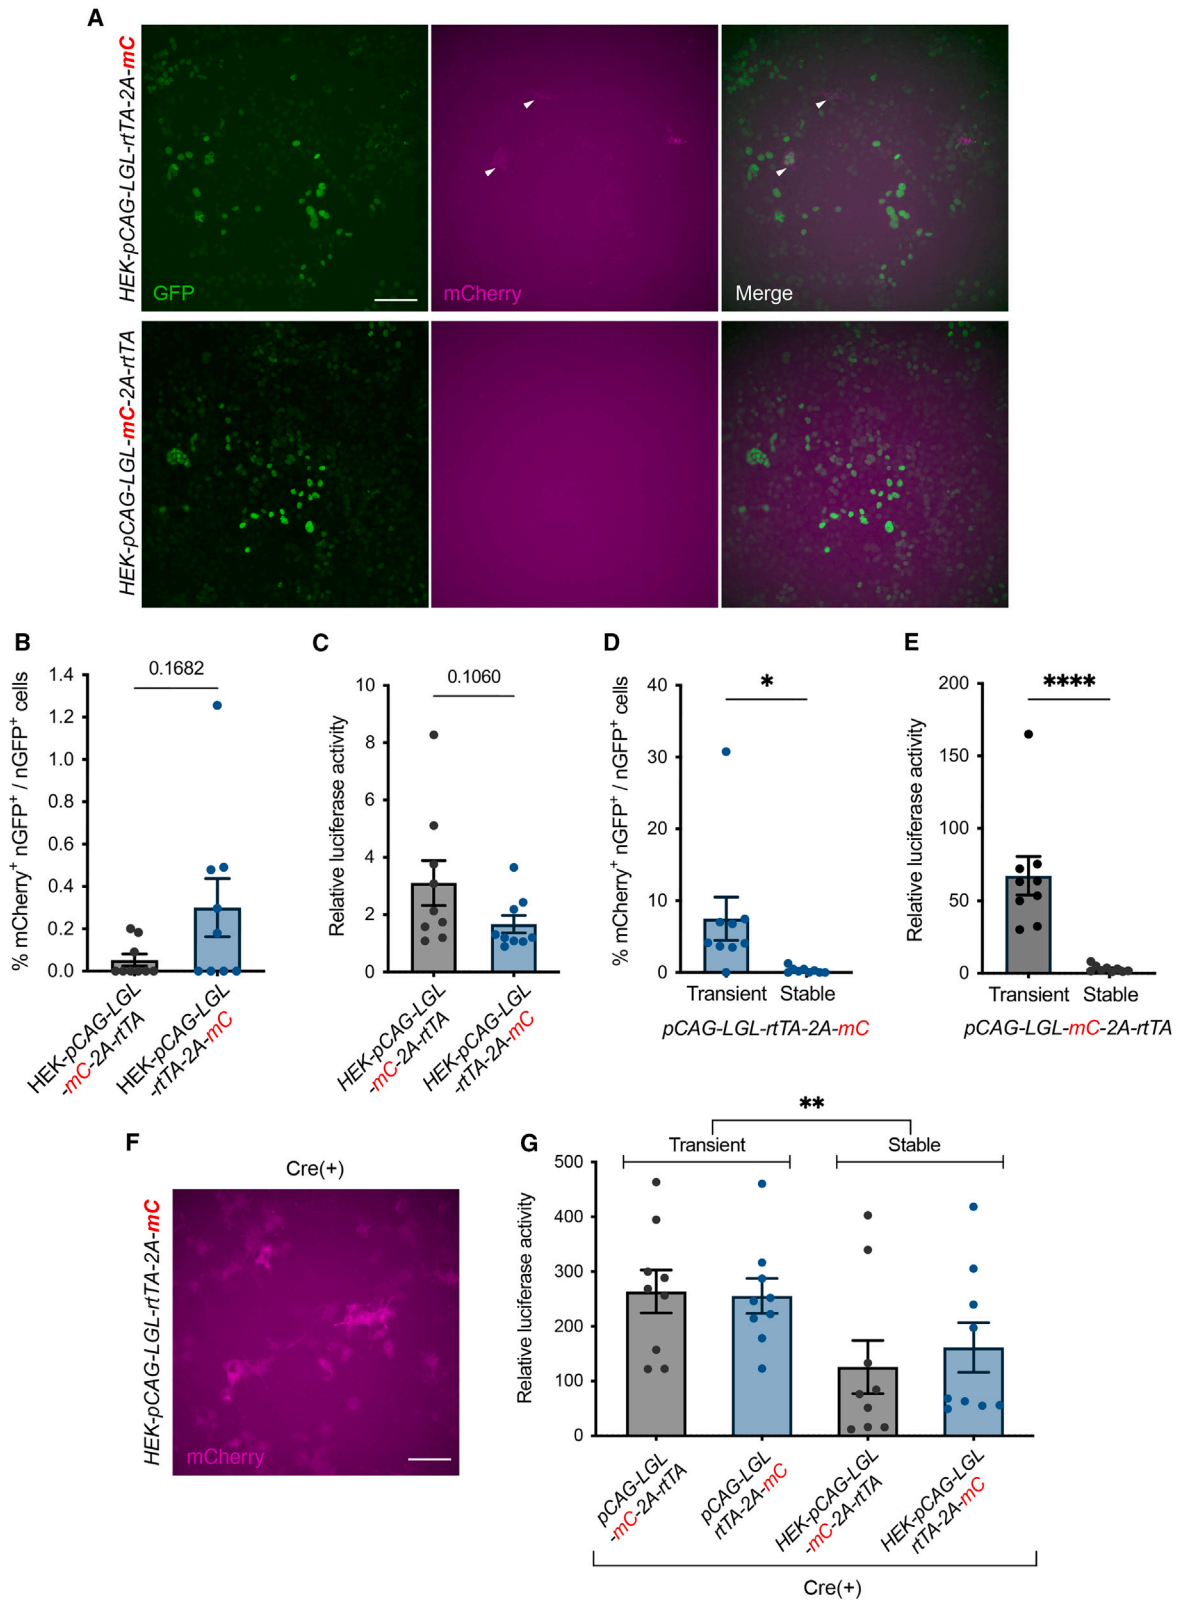 A
HEK-pCAG-LGL-rtTA-2A-mC
GFP
mCherry
Merge
HEK-pCAG-LGL-mC-2A-rtTA
B
% mCherry+ nGFP+ / nGFP+ cells
1.4
1.2
1.0
0.8
0.6
0.4
0.2
0.0
0.1682
HEK-pCAG-LGL
-mC-2A-rtTA
HEK-pCAG-LGL
-rtTA-2A-mC
C
Relative luciferase activity
10
8
6
4
2
0
0.1060
HEK-pCAG-LGL
-mC-2A-rtTA
HEK-pCAG-LGL
-rtTA-2A-mC
D
% mCherry+ nGFP+ / nGFP+ cells
40
30
20
10
0
*
Transient Stable
pCAG-LGL-rtTA-2A-mC
E
Relative luciferase activity
200
150
100
50
0
****
Transient Stable
pCAG-LGL-mC-2A-rtTA
F
Cre(+)
HEK-pCAG-LGL-rtTA-2A-mC
mCherry
G
**
Transient
Stable
Relative luciferase activity
500
400
300
200
100
0
pCAG-LGL
-mC-2A-rtTA
pCAG-LGL
rtTA-2A-mC
HEK-pCAG-LGL
-mC-2A-rtTA
HEK-pCAG-LGL
rtTA-2A-mC
Cre(+)